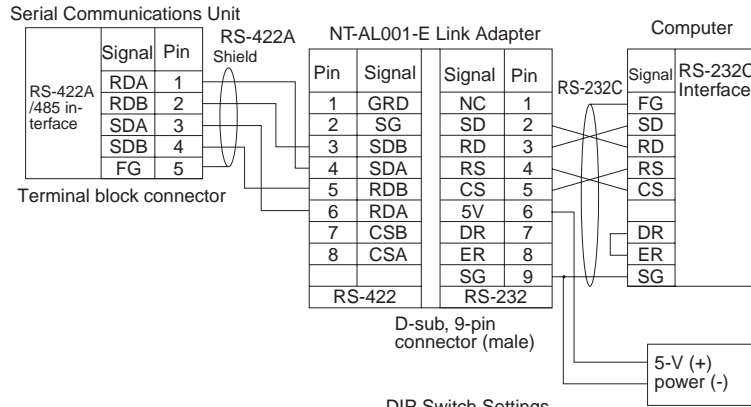 Serial Communications Unit
RS-422A
/485 in-
terface
Signal Pin
RDA 1
RDB 2
SDA 3
SDB 4
FG 5
Terminal block connector
RS-422A
Shield
NT-AL001-E Link Adapter
Pin Signal
1 GRD
2 SG
3 SDB
4 SDA
5 RDB
6 RDA
7 CSB
8 CSA
RS-422
Signal Pin
NC 1
SD 2
RD 3
RS 4
CS 5
5V 6
DR 7
ER 8
SG 9
RS-232
D-sub, 9-pin
connector (male)
RS-232C
Computer
Signal
FG
SD
RD
RS
CS
DR
ER
SG
RS-232C
Interface
5-V (+)
power (-)
DIP Switch Settings